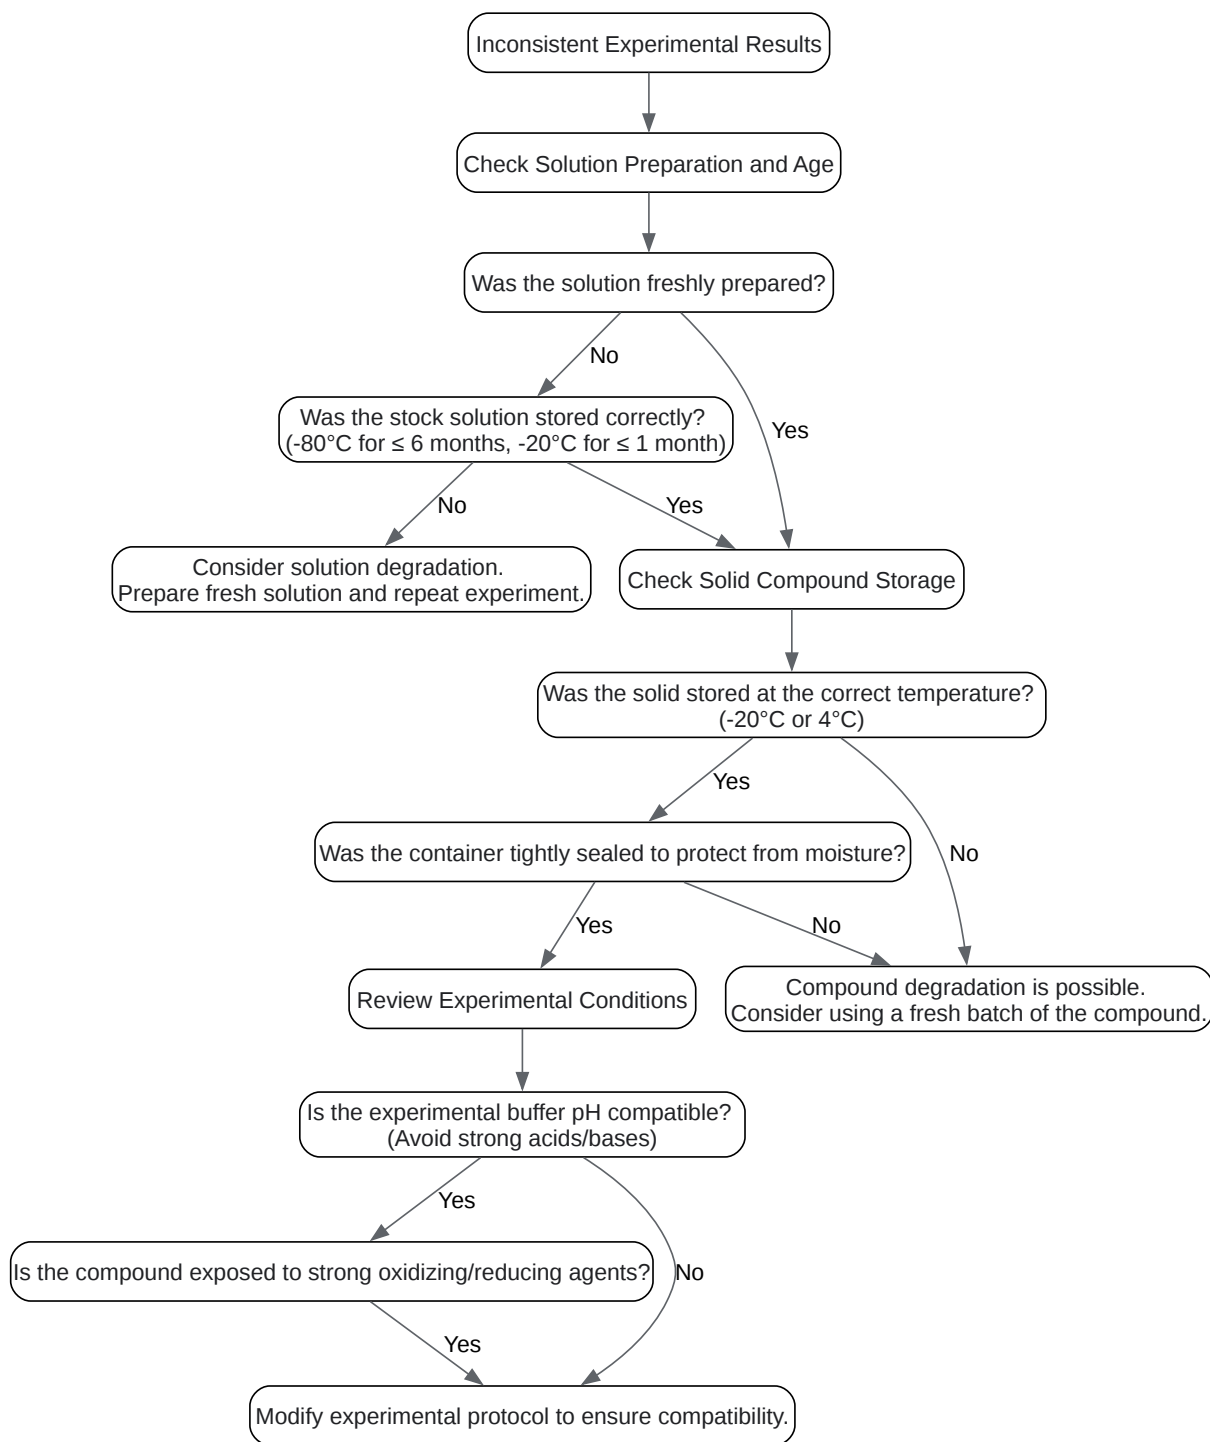 Inconsistent Experimental Results
Check Solution Preparation and Age
Was the solution freshly prepared?
No
Yes
Was the stock solution stored correctly?
(-80°C for ≤ 6 months, -20°C for ≤ 1 month)
No
Yes
Consider solution degradation.
Prepare fresh solution and repeat experiment.
Check Solid Compound Storage
Was the solid stored at the correct temperature?
(-20°C or 4°C)
Yes
No
Was the container tightly sealed to protect from moisture?
Yes
No
Review Experimental Conditions
Compound degradation is possible.
Consider using a fresh batch of the compound.
Is the experimental buffer pH compatible?
(Avoid strong acids/bases)
Yes
No
Is the compound exposed to strong oxidizing/reducing agents?
Yes
Modify experimental protocol to ensure compatibility.